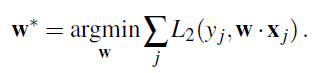 w* = argmin ∑ L₂(yⱼ, w · xⱼ) .
w j